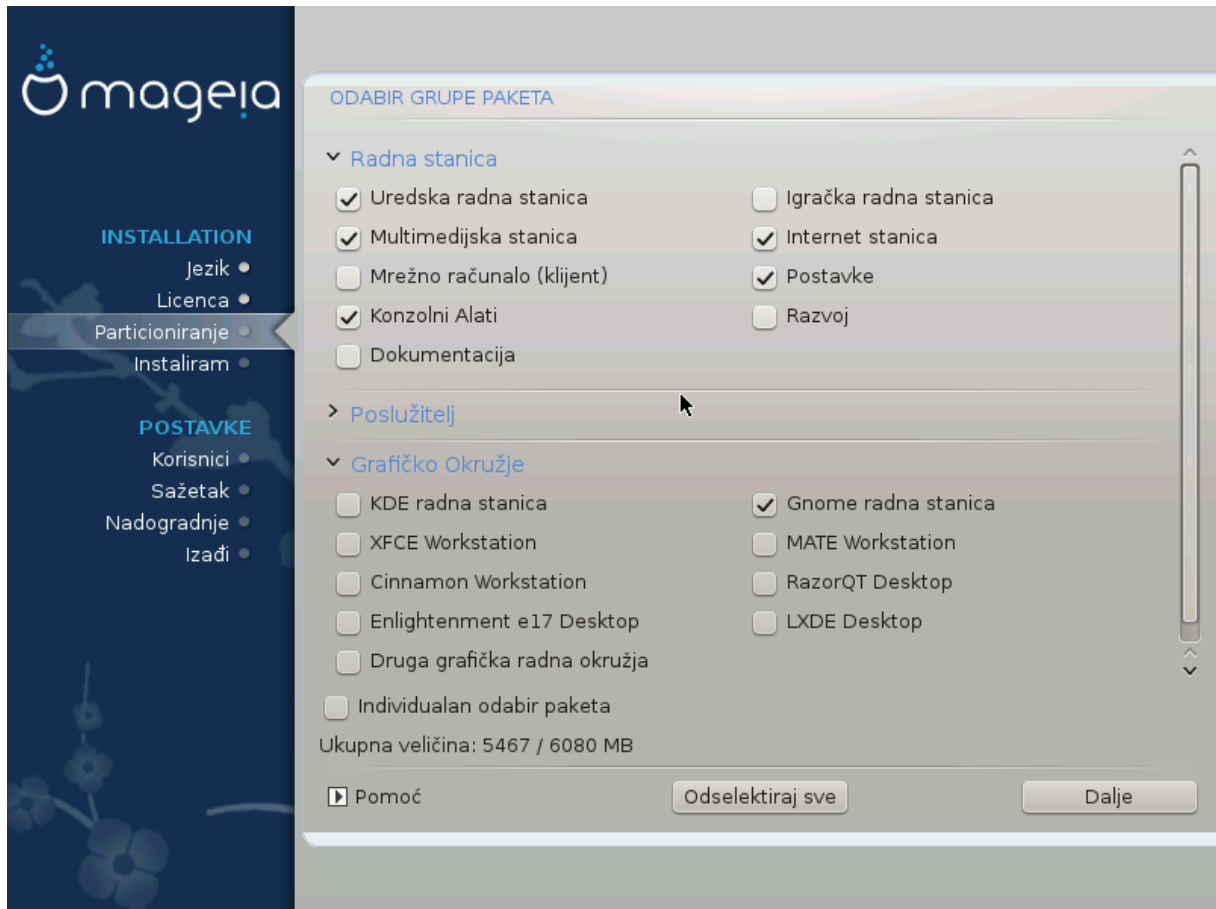 mageia
INSTALLATION
Jezik
Licenca
Particioniranje
Instaliram
POSTAVKE
Korisnici
Sažetak
Nadogradnje
Izađi
ODABIR GRUPE PAKETA
Radna stanica
Uredska radna stanica
Igračka radna stanica
Multimedijska stanica
Internet stanica
Mrežno računalo (klijent)
Postavke
Konzolni Alati
Razvoj
Dokumentacija
Poslužitelj
Grafičko Okružje
KDE radna stanica
Gnome radna stanica
XFCE Workstation
MATE Workstation
Cinnamon Workstation
RazorQT Desktop
Enlightenment e17 Desktop
LXDE Desktop
Druga grafička radna okružja
Individualan odabir paketa
Ukupna veličina: 5467 / 6080 MB
Pomoć
Odselektiraj sve
Dalje